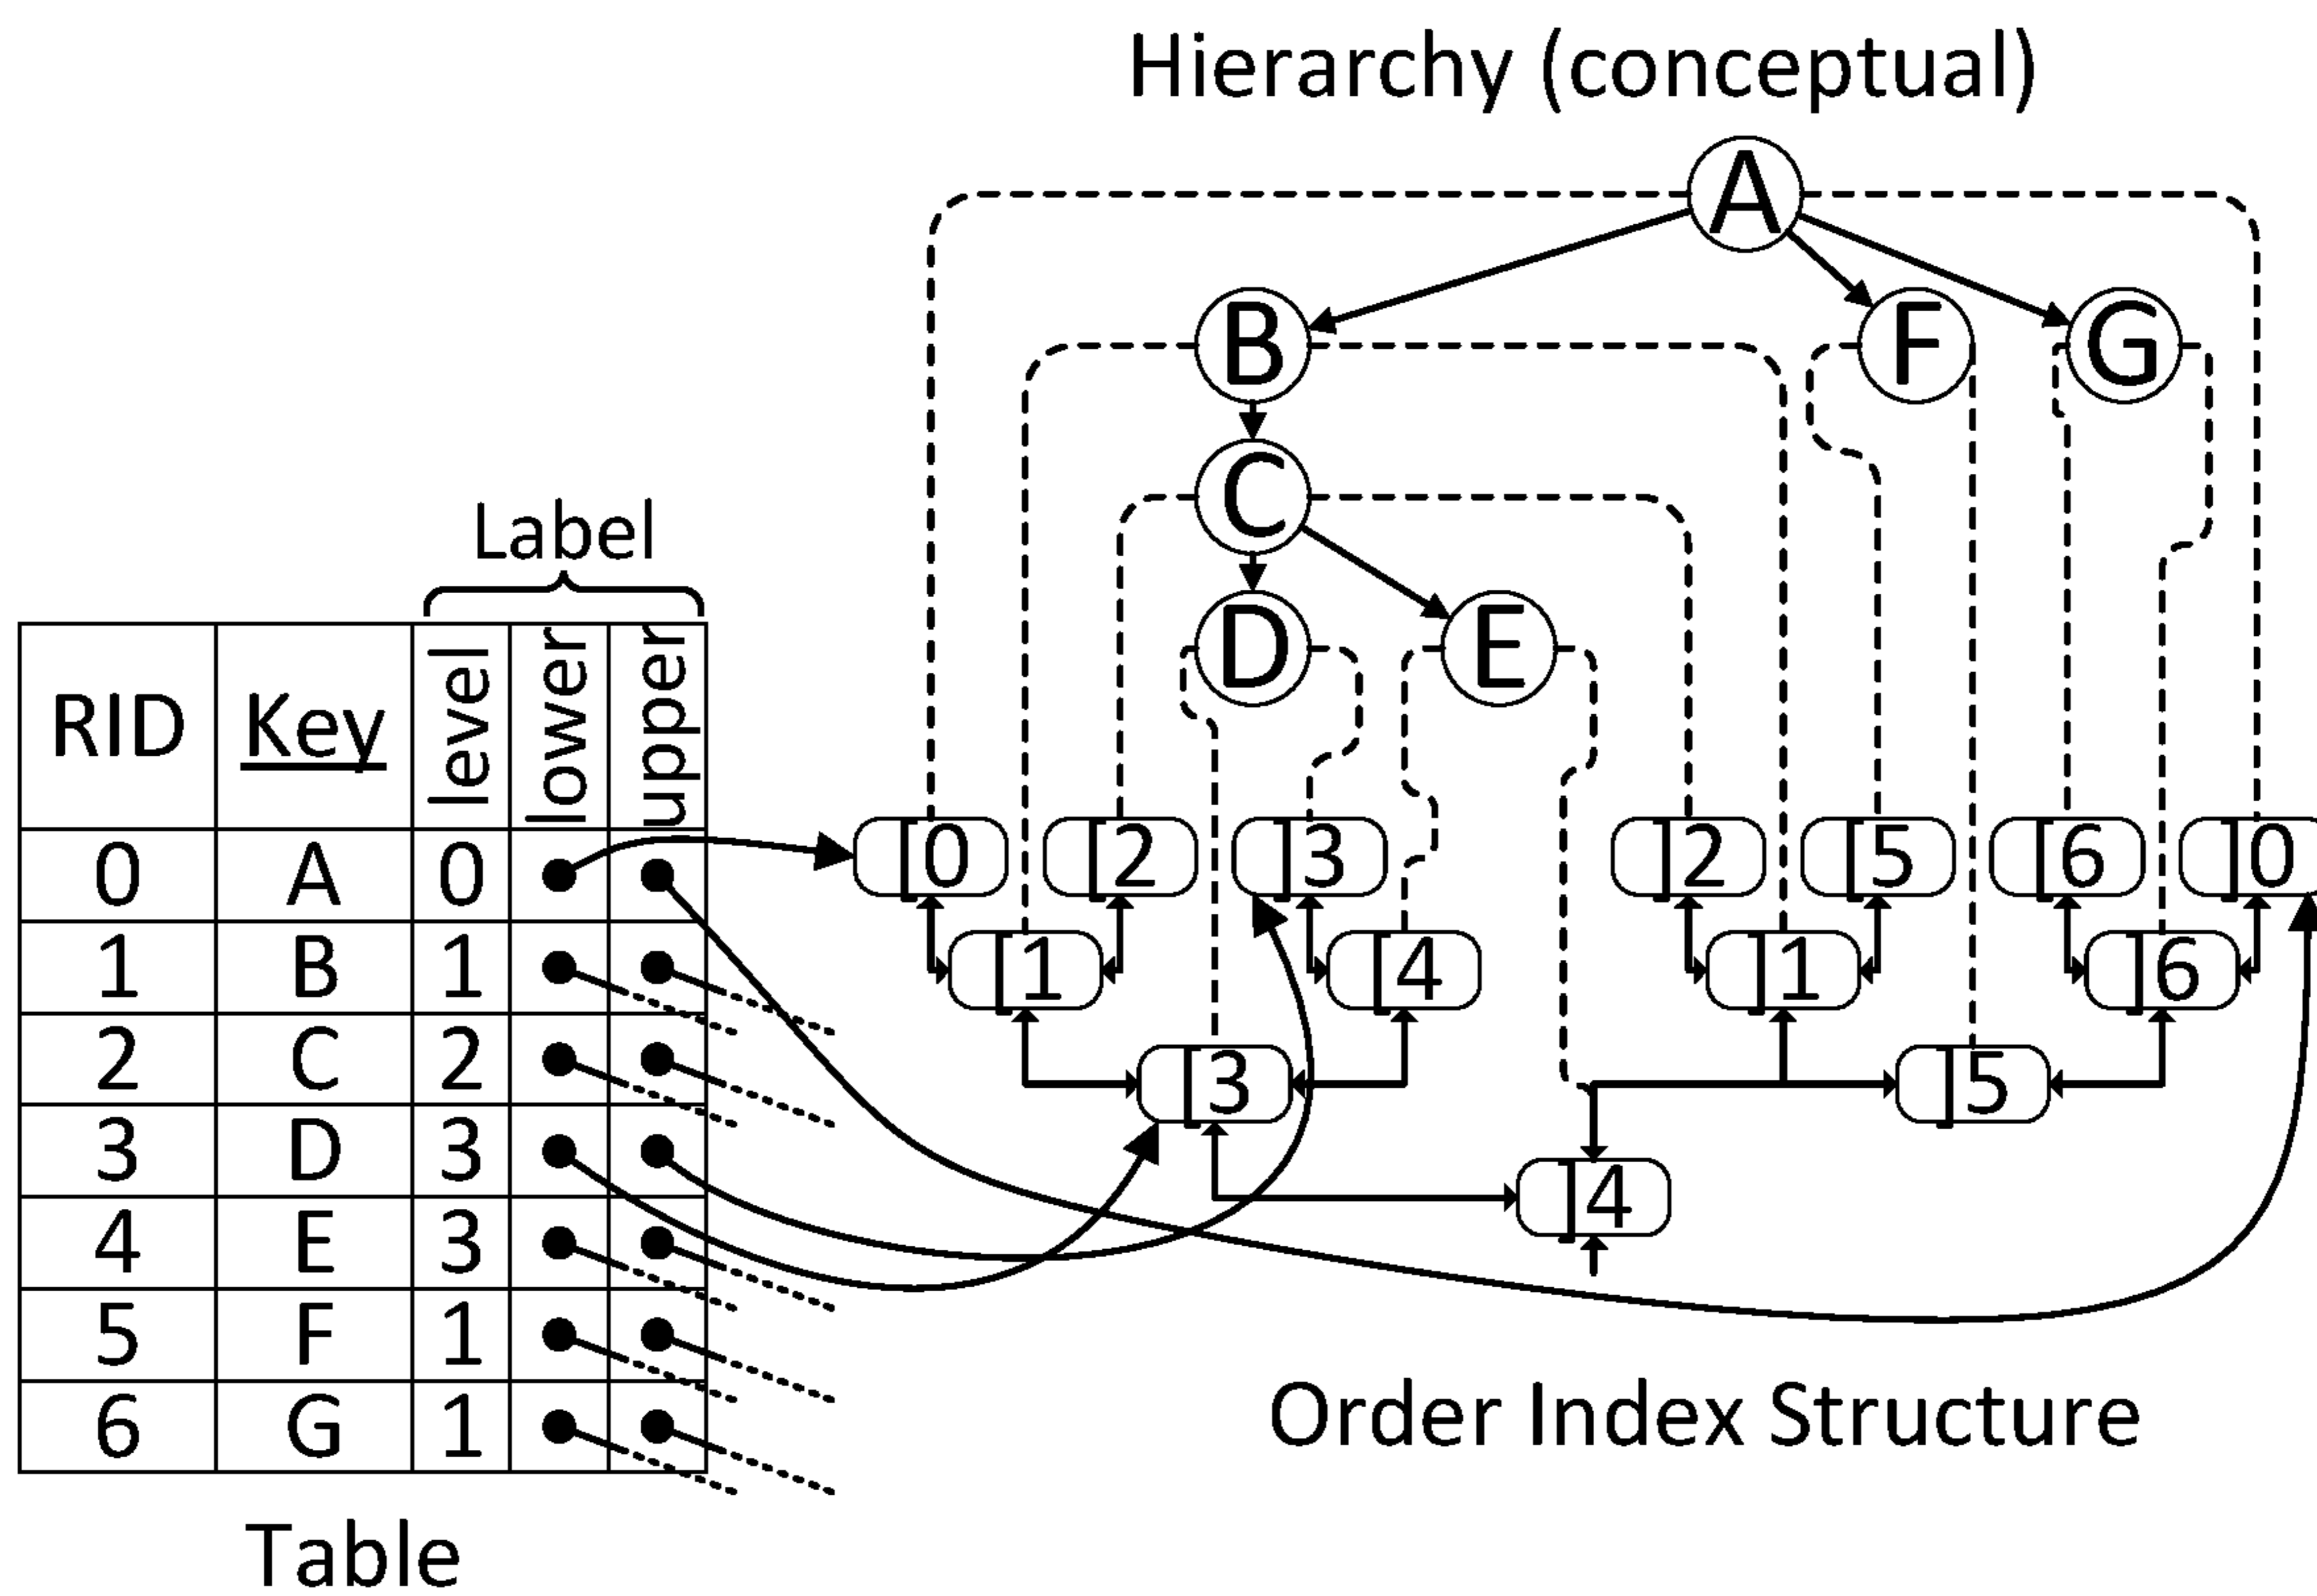 Hierarchy (conceptual)
A
B F G
C
D E
Label
RID Key level lower upper
0 A 0
1 B 1
2 C 2
3 D 3
4 E 3
5 F 1
6 G 1
[0 [2 ]3 ]2 [5 [6 ]0
[1 [4 ]1 ]6
[3 ]5
]4
Order Index Structure
Table